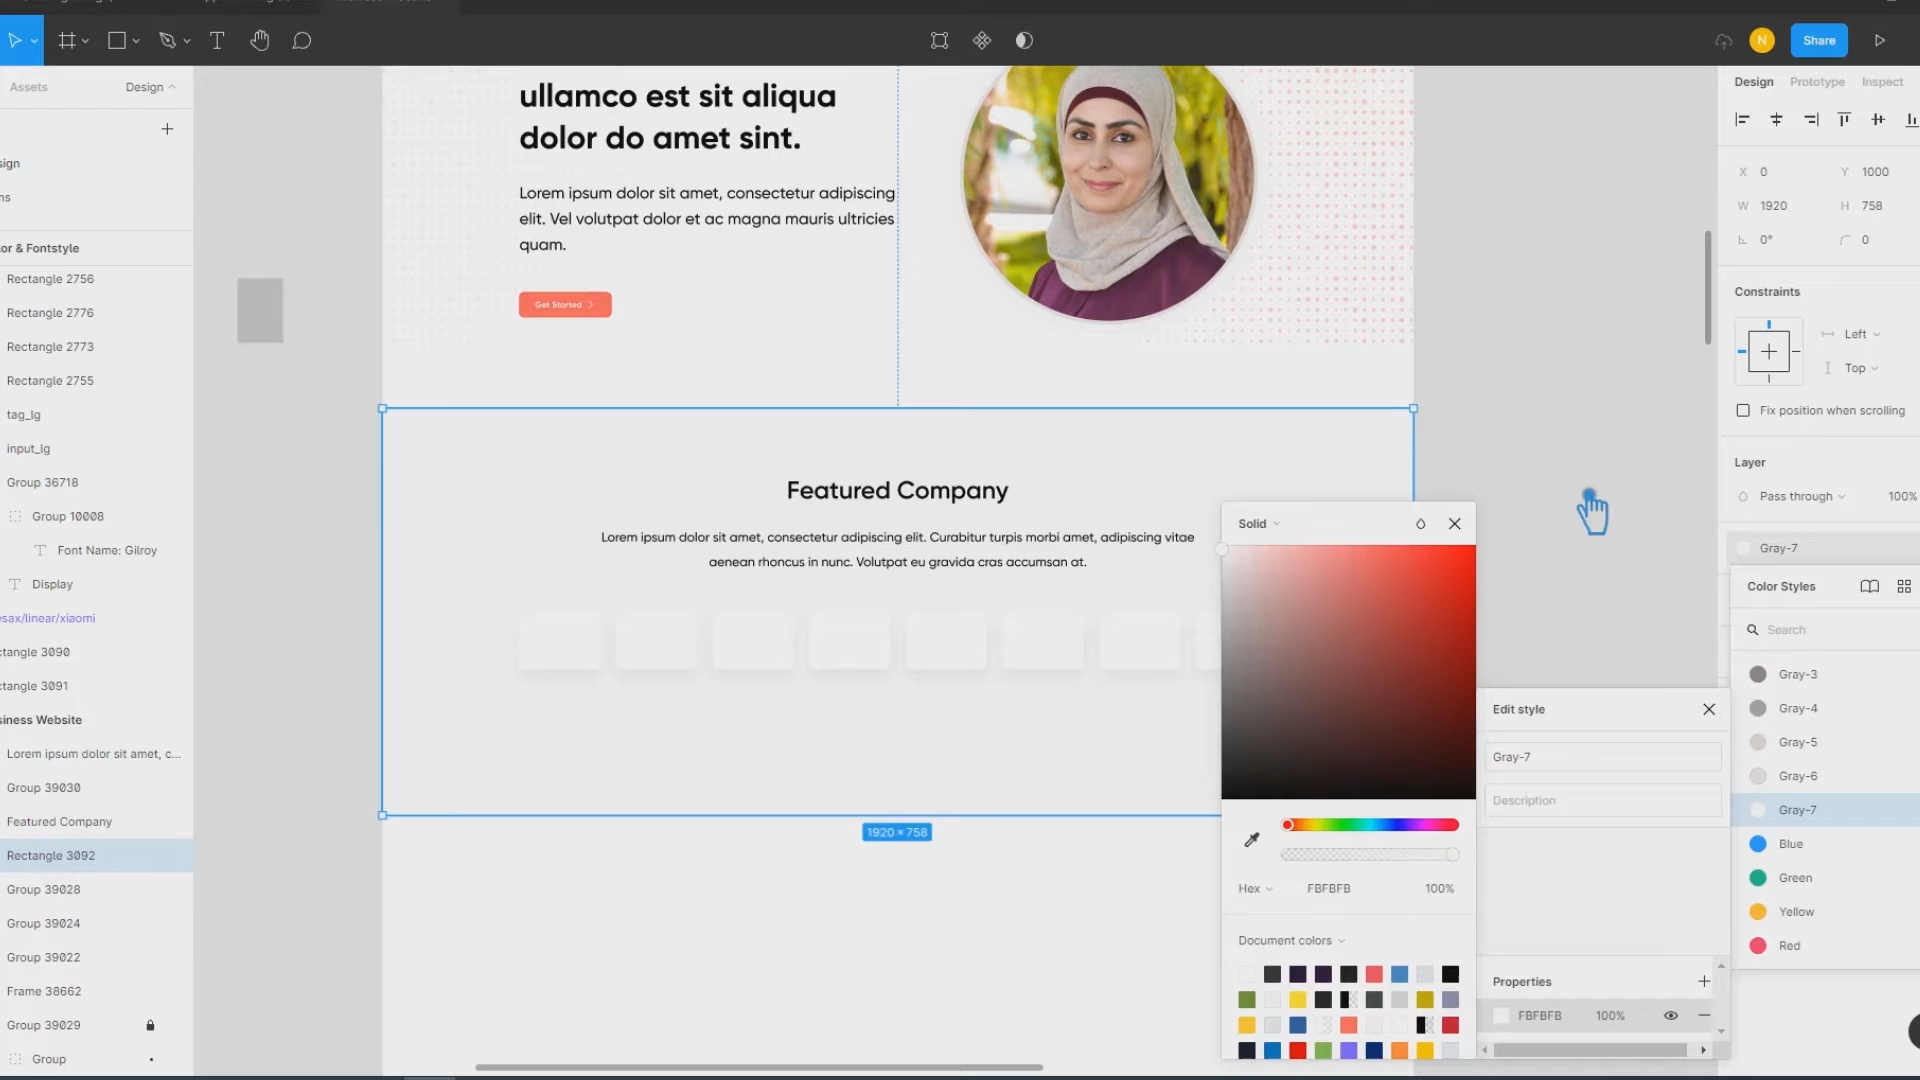 Share
N
Assets
Design
sign
ns
or & Fontstyle
Rectangle 2756
Rectangle 2776
Rectangle 2773
Rectangle 2755
tag_lg
input_lg
Group 36718
Group 10008
Font Name: Gilroy
Display
esax/linear/xiaomi
ctangle 3090
ctangle 3091
siness Website
Lorem ipsum dolor sit amet, c...
Group 39030
Featured Company
Rectangle 3092
Group 39028
Group 39024
Group 39022
Frame 38662
Group 39029
Group
ullamco est sit aliqua
dolor do amet sint.
Lorem ipsum dolor sit amet, consectetur adipiscing
elit. Vel volutpat dolor et ac magna mauris ultricies
quam.
Get Started
Featured Company
Lorem ipsum dolor sit amet, consectetur adipiscing elit. Curabitur turpis morbi amet, adipiscing vitae
aenean rhoncus in nunc. Volutpat eu gravida cras accumsan at.
1920 × 758
Solid
Hex FBFBFB 100%
Document colors
Edit style
Gray-7
Description
Properties
FBFBFB 100%
Design Prototype Inspect
X 0 Y 1000
W 1920 H 758
0° 0
Constraints
Left
Top
Fix position when scrolling
Layer
Pass through 100%
Gray-7
Color Styles
Search
Gray-3
Gray-4
Gray-5
Gray-6
Gray-7
Blue
Green
Yellow
Red